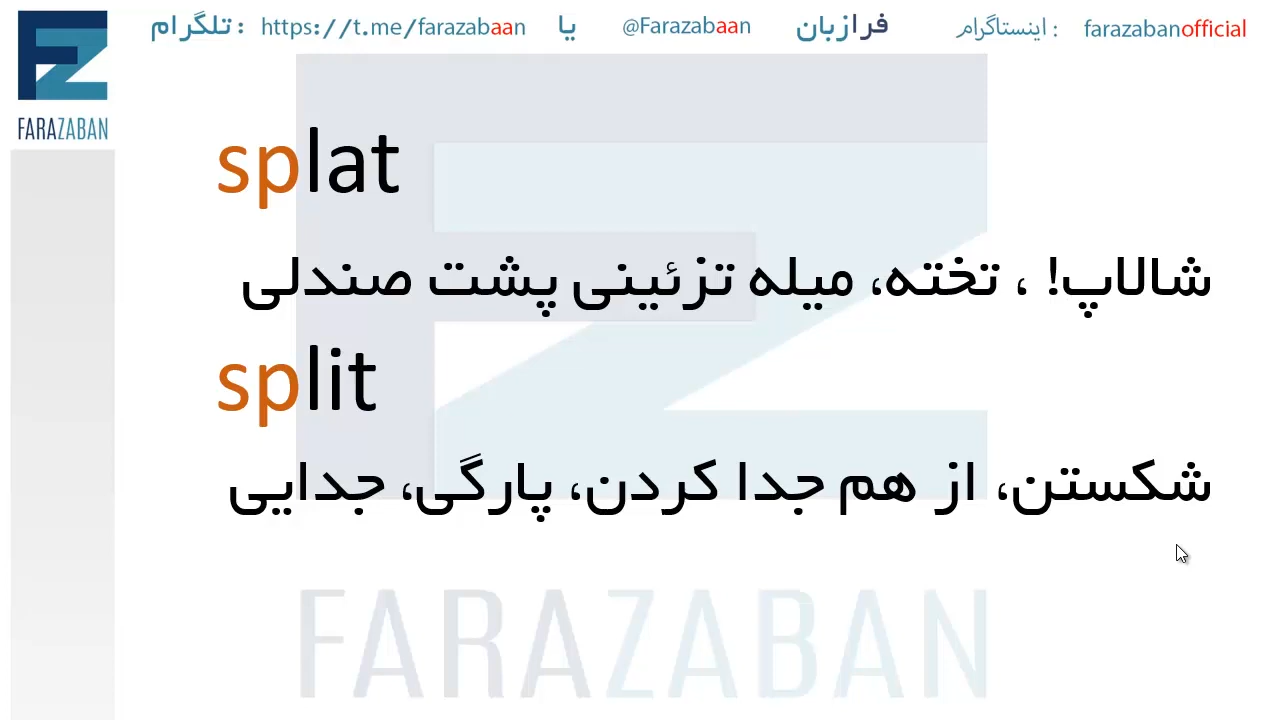 تلگرام : https://t.me/farazabaan یا @Farazabaan فرازبان اینستاگرام : farazabanofficial
FZ
FARAZABAN
splat
شالاپ! ، تخته، میله تزئینی پشت صندلی
split
شکستن، از هم جدا کردن، پارگی، جدایی
FARAZABAN